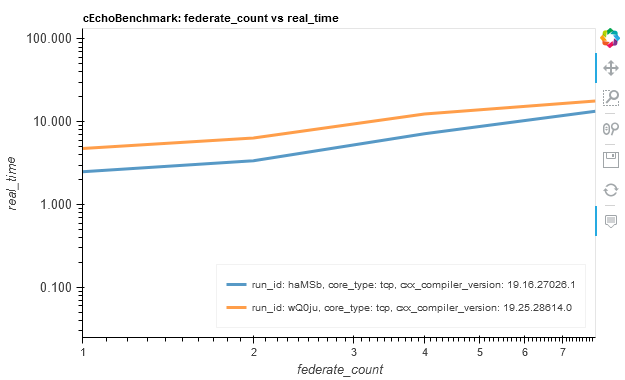 cEchoBenchmark: federate_count vs real_time
100.000
10.000
1.000
0.100
real_time
run_id: haMSb, core_type: tcp, cxx_compiler_version: 19.16.27026.1
run_id: wQ0ju, core_type: tcp, cxx_compiler_version: 19.25.28614.0
1 2 3 4 5 6 7
federate_count